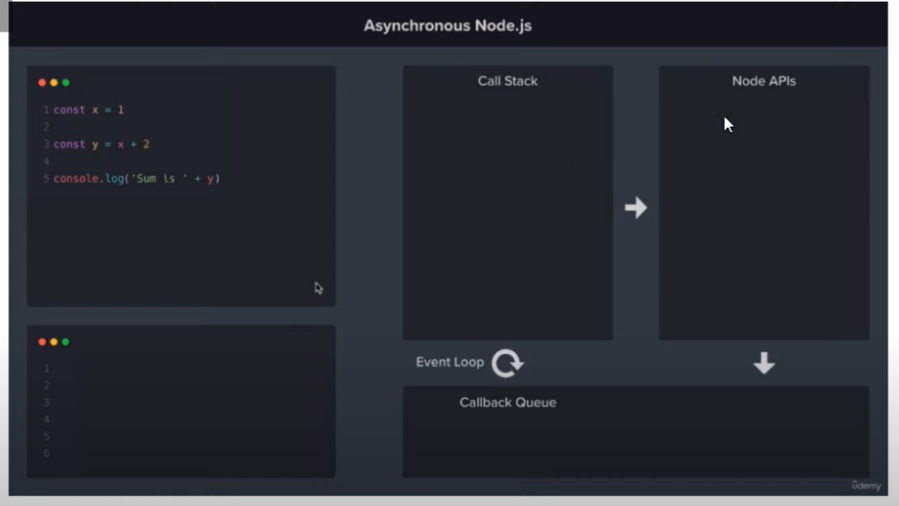 Asynchronous Node.js
1 const x = 1
2
3 const y = x + 2
4
5 console.log('Sum is ' + y)
1
2
3
4
5
6
Call Stack
Node APIs
Event Loop
Callback Queue
ûdemy